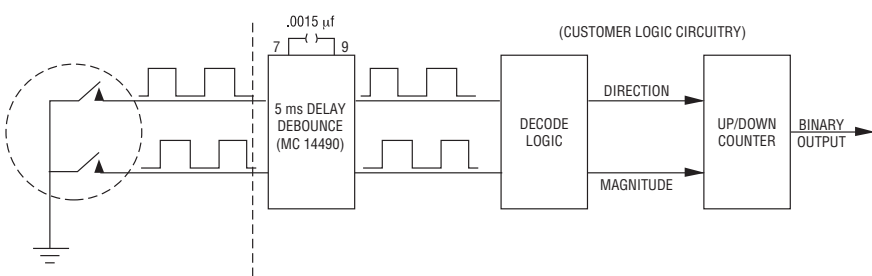 .0015 µf
7 9
(CUSTOMER LOGIC CIRCUITRY)
5 ms DELAY
DEBOUNCE
(MC 14490)
DECODE
LOGIC
DIRECTION
MAGNITUDE
UP/DOWN
COUNTER
BINARY
OUTPUT